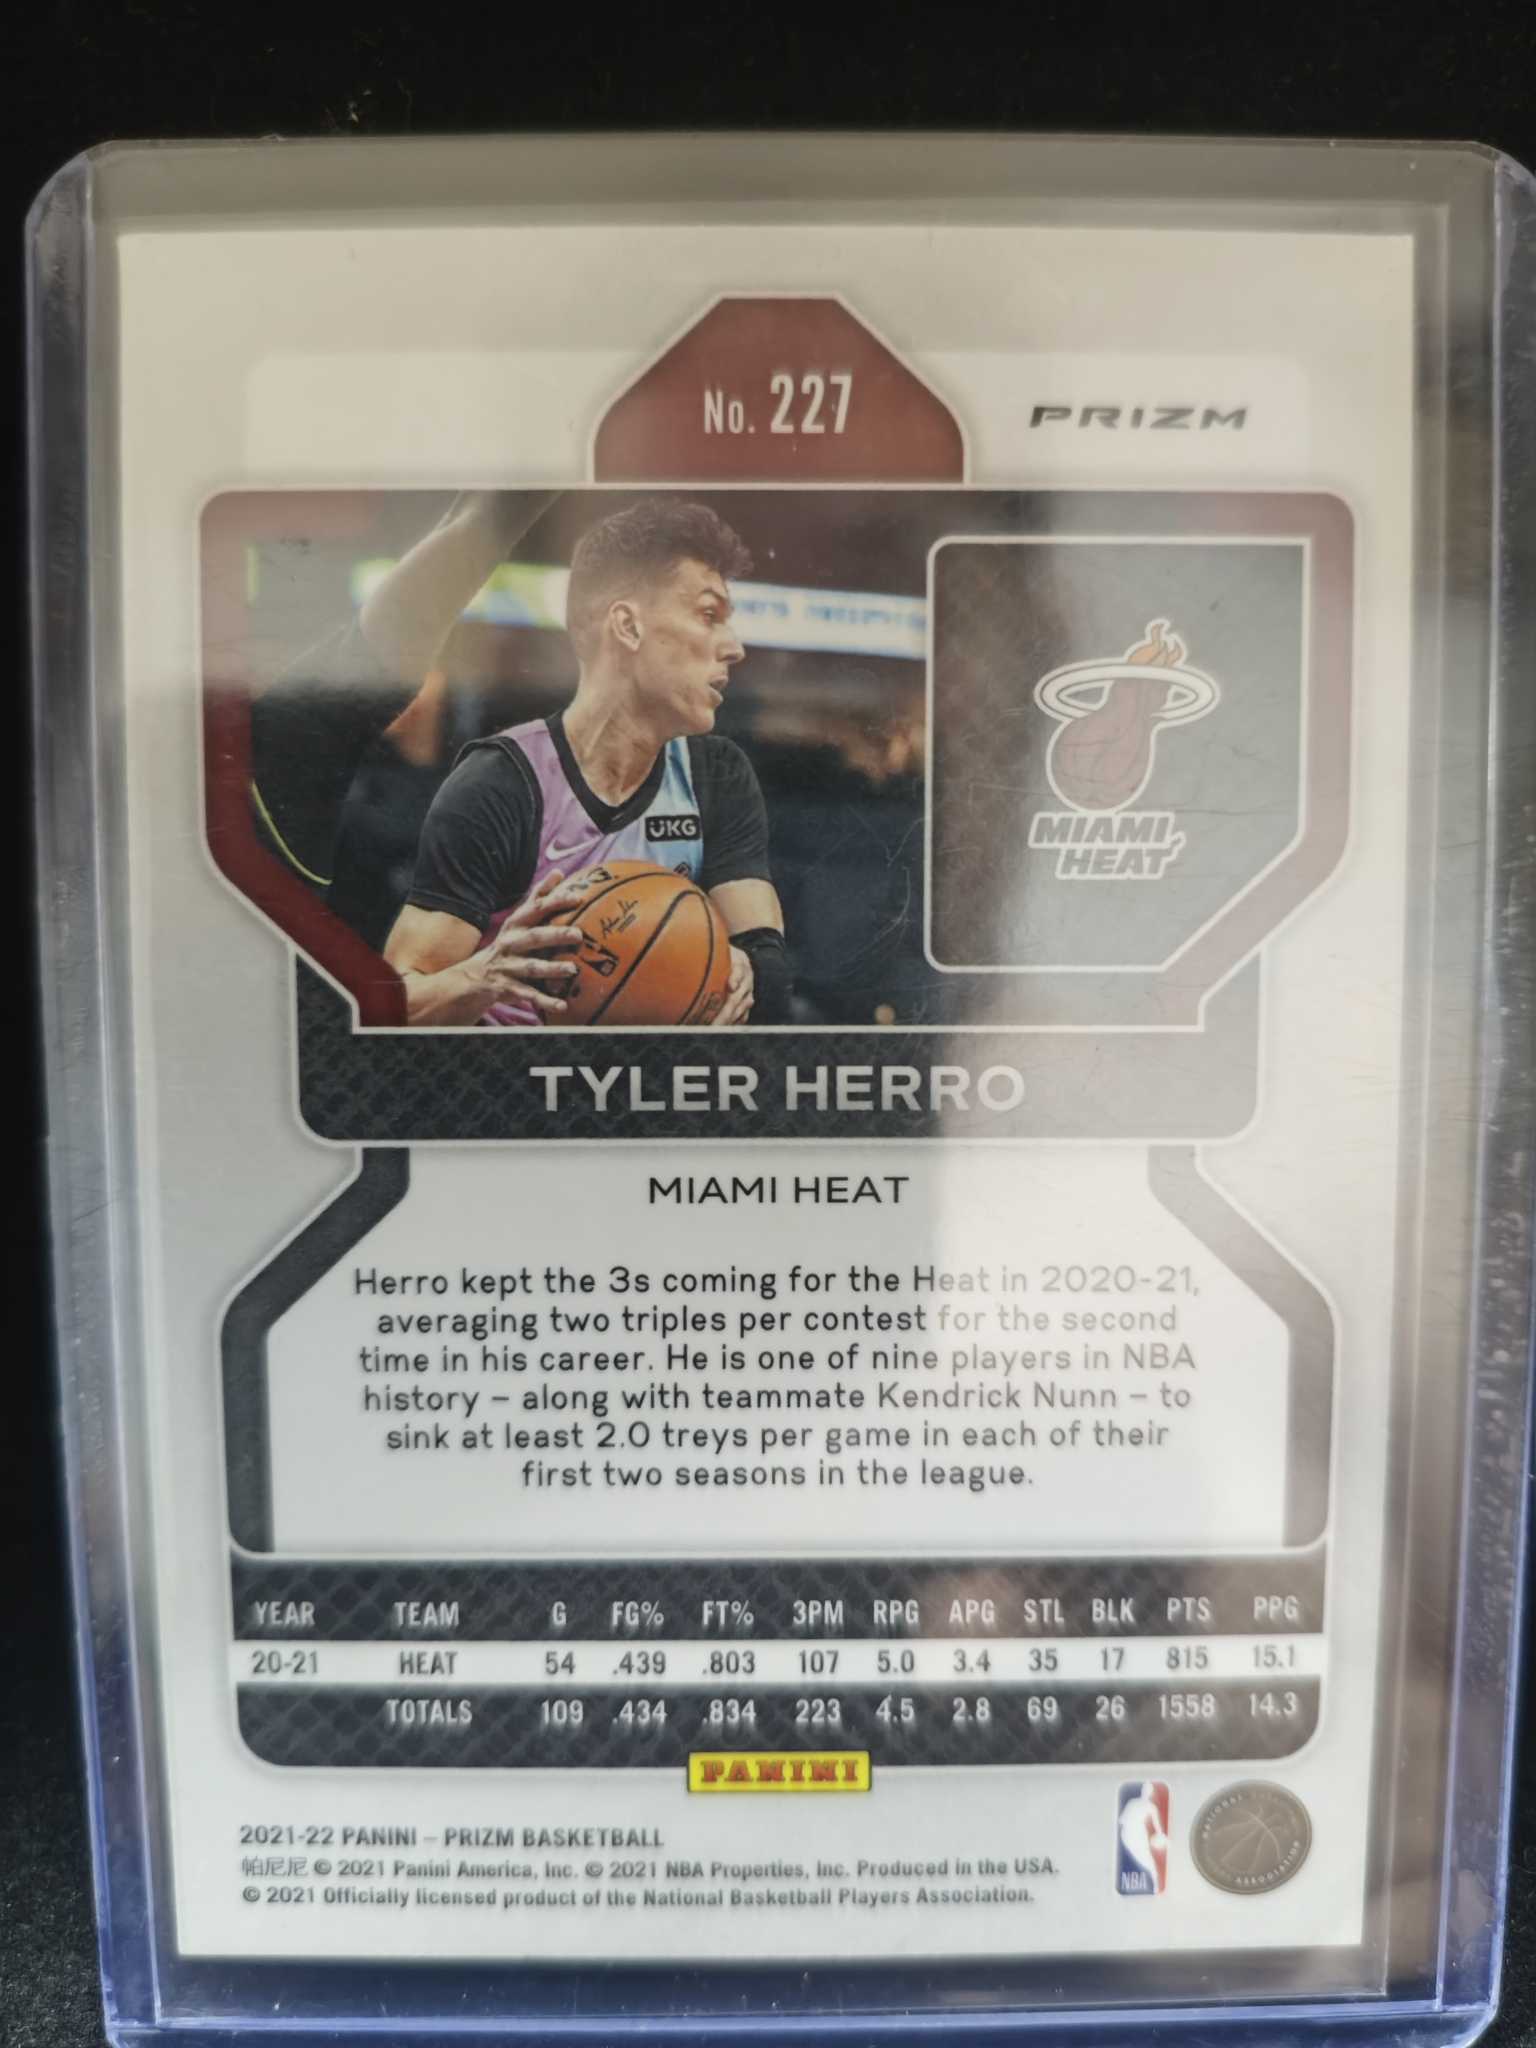 No. 227
PRIZM
UKG
MIAMI
HEAT
TYLER HERRO
MIAMI HEAT
Herro kept the 3s coming for the Heat in 2020-21,
averaging two triples per contest for the second
time in his career. He is one of nine players in NBA
history – along with teammate Kendrick Nunn – to
sink at least 2.0 treys per game in each of their
first two seasons in the league.
YEAR TEAM G FG% FT% 3PM RPG APG STL BLK PTS PPG
20-21 HEAT 54 .439 .803 107 5.0 3.4 35 17 815 15.1
TOTALS 109 .434 .834 223 4.5 2.8 69 26 1558 14.3
PANINI
2021-22 PANINI – PRIZM BASKETBALL
帕尼尼 © 2021 Panini America, Inc. © 2021 NBA Properties, Inc. Produced in the USA.
© 2021 Officially licensed product of the National Basketball Players Association.
NBA
NATIONAL
ASSOCIATION